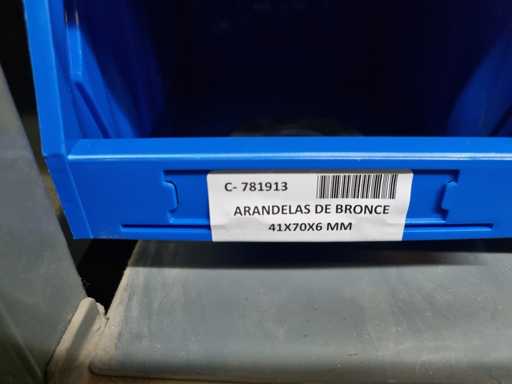 C- 781913
ARANDELAS DE BRONCE
41X70X6 MM